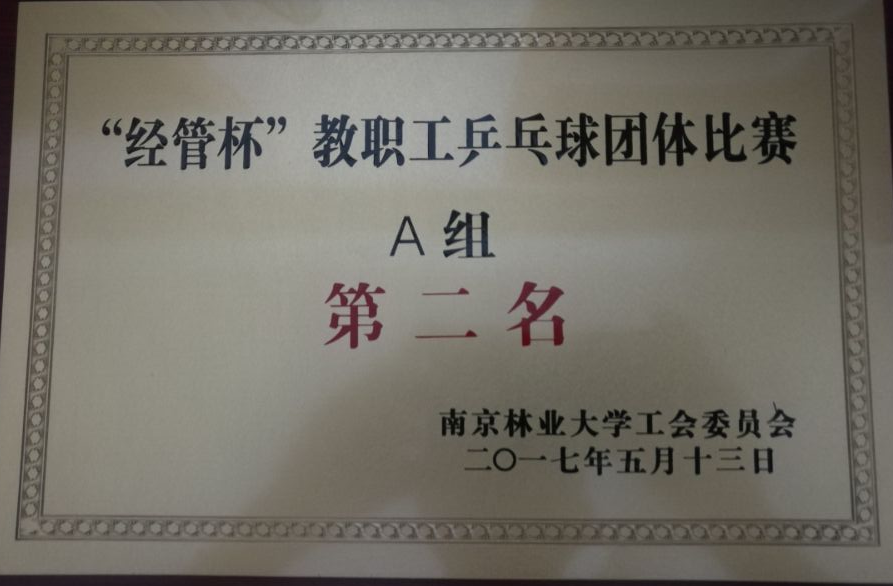 “经管杯”教职工乒乓球团体比赛
A组
第二名
南京林业大学工会委员会
二〇一七年五月十三日